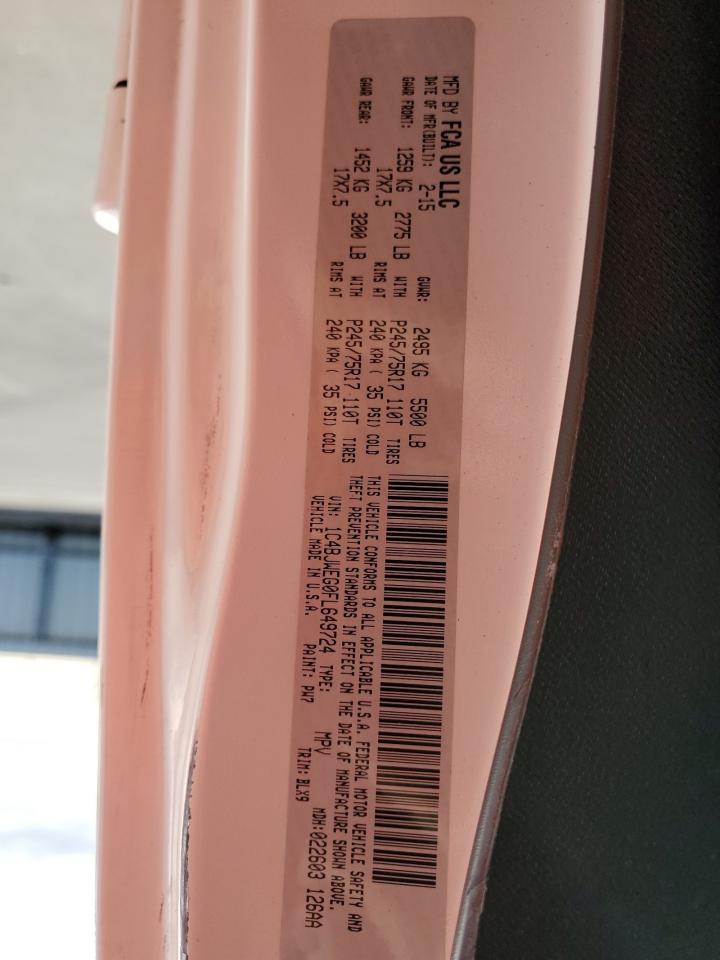 MFD BY FCA US LLC
DATE OF MFR(BUILT): 2-15 GVWR: 2495 KG 5500 LB
GAWR FRONT: 1259 KG 2775 LB WITH P245/75R17 110T TIRES
17X7.5 RIMS AT 240 KPA ( 35 PSI) COLD
GAWR REAR: 1452 KG 3200 LB WITH P245/75R17 110T TIRES
17X7.5 RIMS AT 240 KPA ( 35 PSI) COLD
THIS VEHICLE CONFORMS TO ALL APPLICABLE U.S.A. FEDERAL MOTOR VEHICLE SAFETY AND
THEFT PREVENTION STANDARDS IN EFFECT ON THE DATE OF MANUFACTURE SHOWN ABOVE.
VIN: 1C4BJWEG0FL649724 TYPE: MPV MDH:022603 126AA
VEHICLE MADE IN U.S.A. PAINT: PW7 TRIM: BLX9